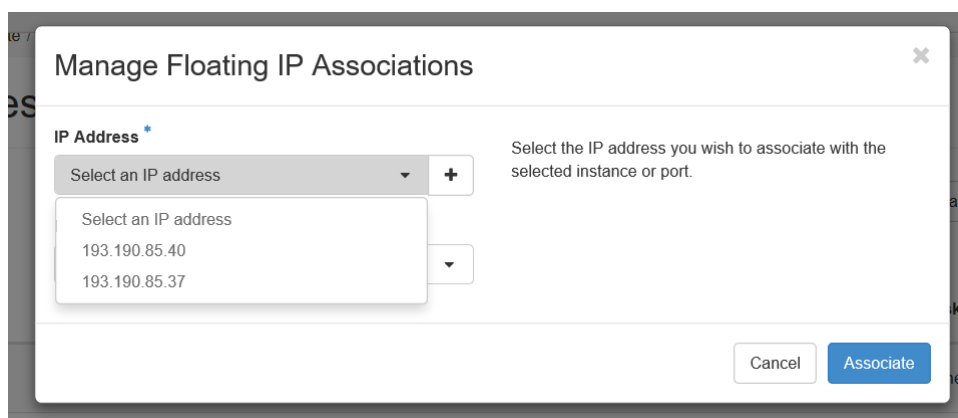 Manage Floating IP Associations
×
IP Address *
Select an IP address
+
Select an IP address
193.190.85.40
193.190.85.37
Select the IP address you wish to associate with the
selected instance or port.
Cancel
Associate